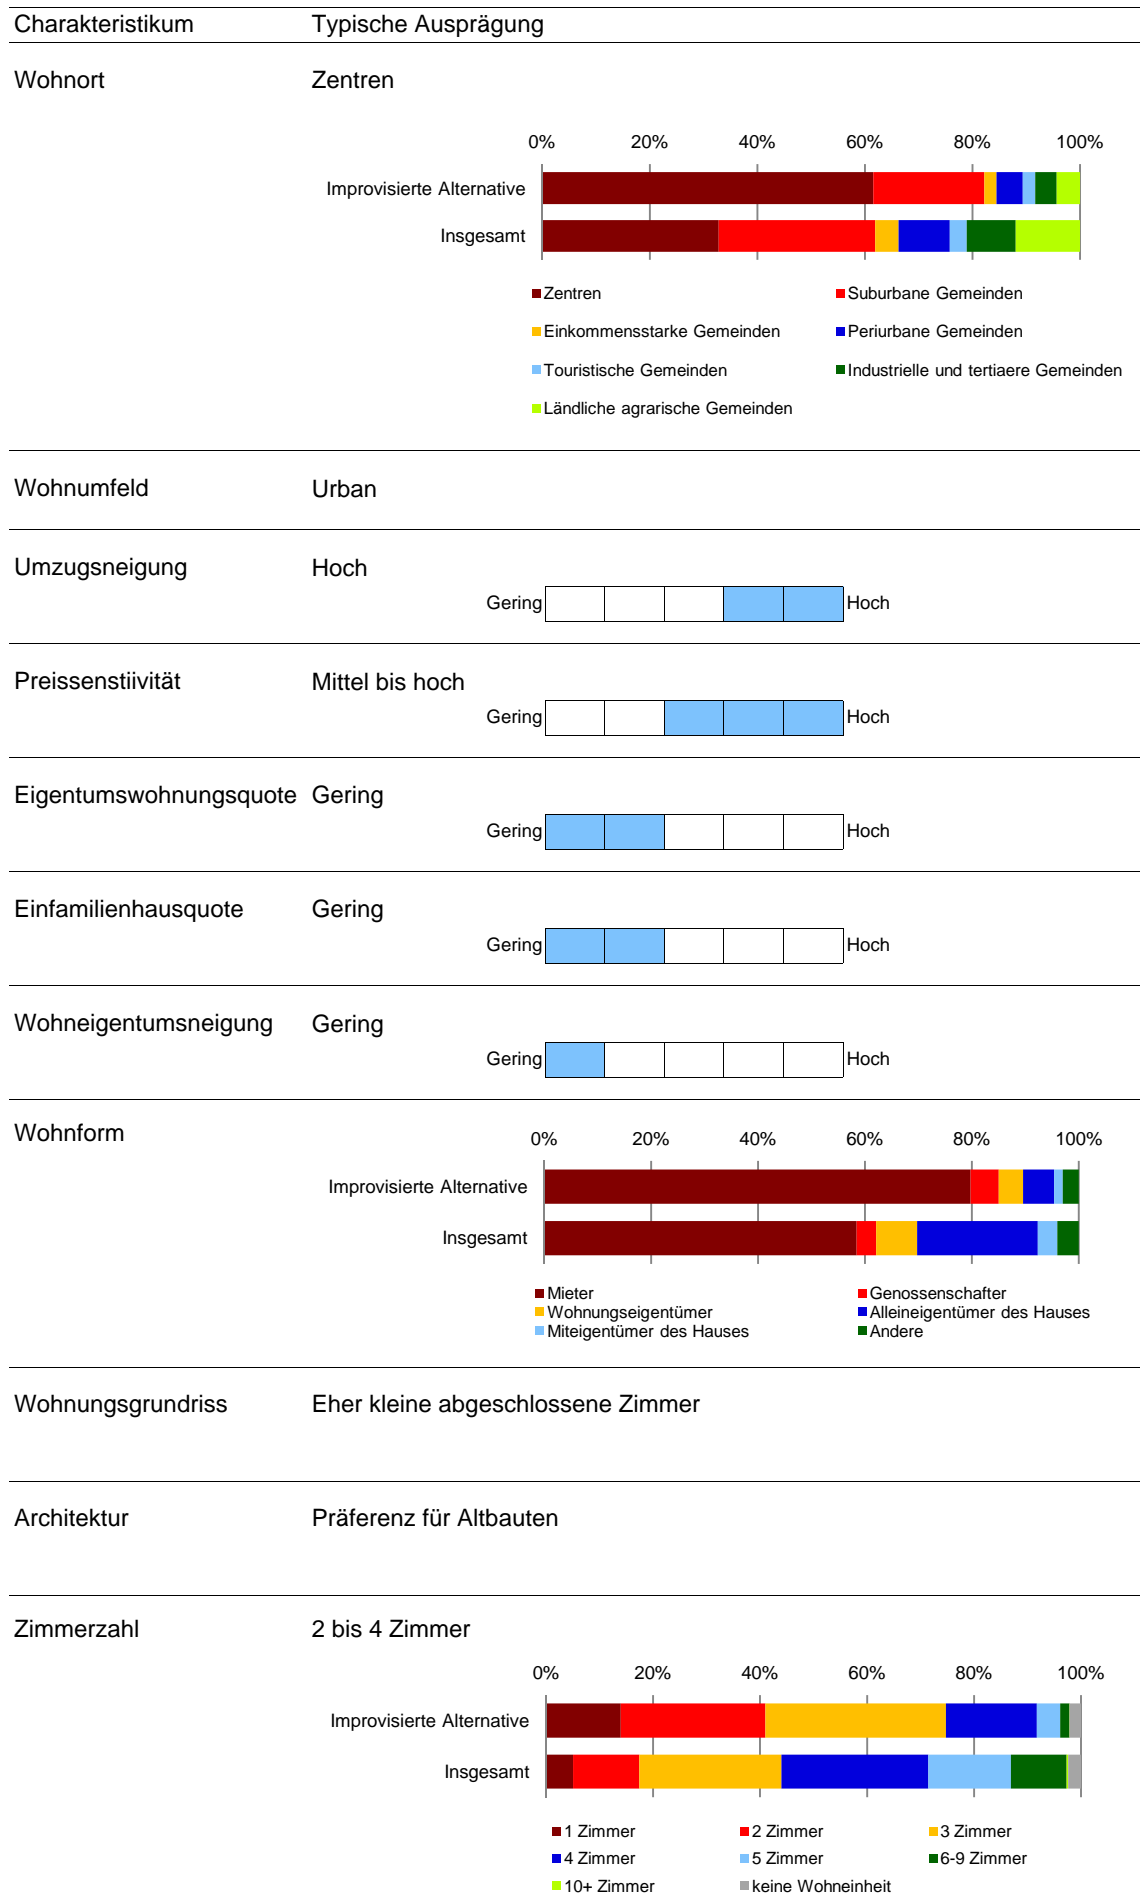 Charakteristikum Typische Ausprägung
Wohnort Zentren
0% 20% 40% 60% 80% 100%
Improvisierte Alternative
Insgesamt
Zentren Suburbane Gemeinden
Einkommensstarke Gemeinden Periurbane Gemeinden
Touristische Gemeinden Industrielle und tertiaere Gemeinden
Ländliche agrarische Gemeinden
Wohnumfeld Urban
Umzugsneigung Hoch
Gering Hoch
Preissenstiivität Mittel bis hoch
Gering Hoch
Eigentumswohnungsquote Gering
Gering Hoch
Einfamilienhausquote Gering
Gering Hoch
Wohneigentumsneigung Gering
Gering Hoch
Wohnform
0% 20% 40% 60% 80% 100%
Improvisierte Alternative
Insgesamt
Mieter Genossenschafter
Wohnungseigentümer Alleineigentümer des Hauses
Miteigentümer des Hauses Andere
Wohnungsgrundriss Eher kleine abgeschlossene Zimmer
Architektur Präferenz für Altbauten
Zimmerzahl 2 bis 4 Zimmer
0% 20% 40% 60% 80% 100%
Improvisierte Alternative
Insgesamt
1 Zimmer 2 Zimmer 3 Zimmer
4 Zimmer 5 Zimmer 6-9 Zimmer
10+ Zimmer keine Wohneinheit